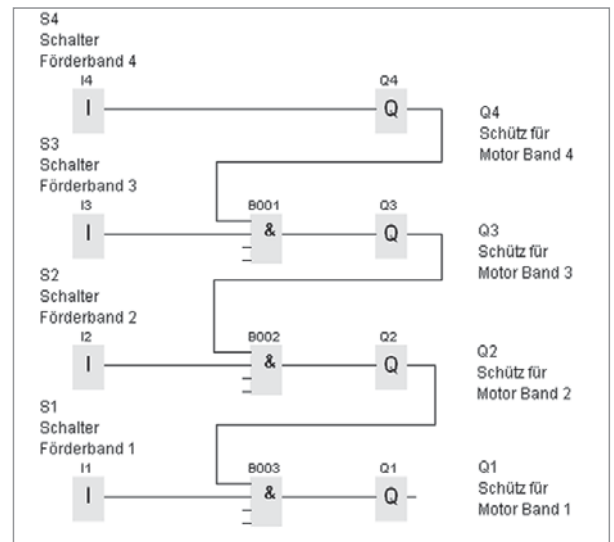 S4
Schalter
Förderband 4
I4
Q4
I
Q
Q4
Schütz für
Motor Band 4
S3
Schalter
Förderband 3
I3
B001
Q3
I
&
Q
Q3
Schütz für
Motor Band 3
S2
Schalter
Förderband 2
I2
B002
Q2
I
&
Q
Q2
Schütz für
Motor Band 2
S1
Schalter
Förderband 1
I1
B003
Q1
I
&
Q
Q1
Schütz für
Motor Band 1